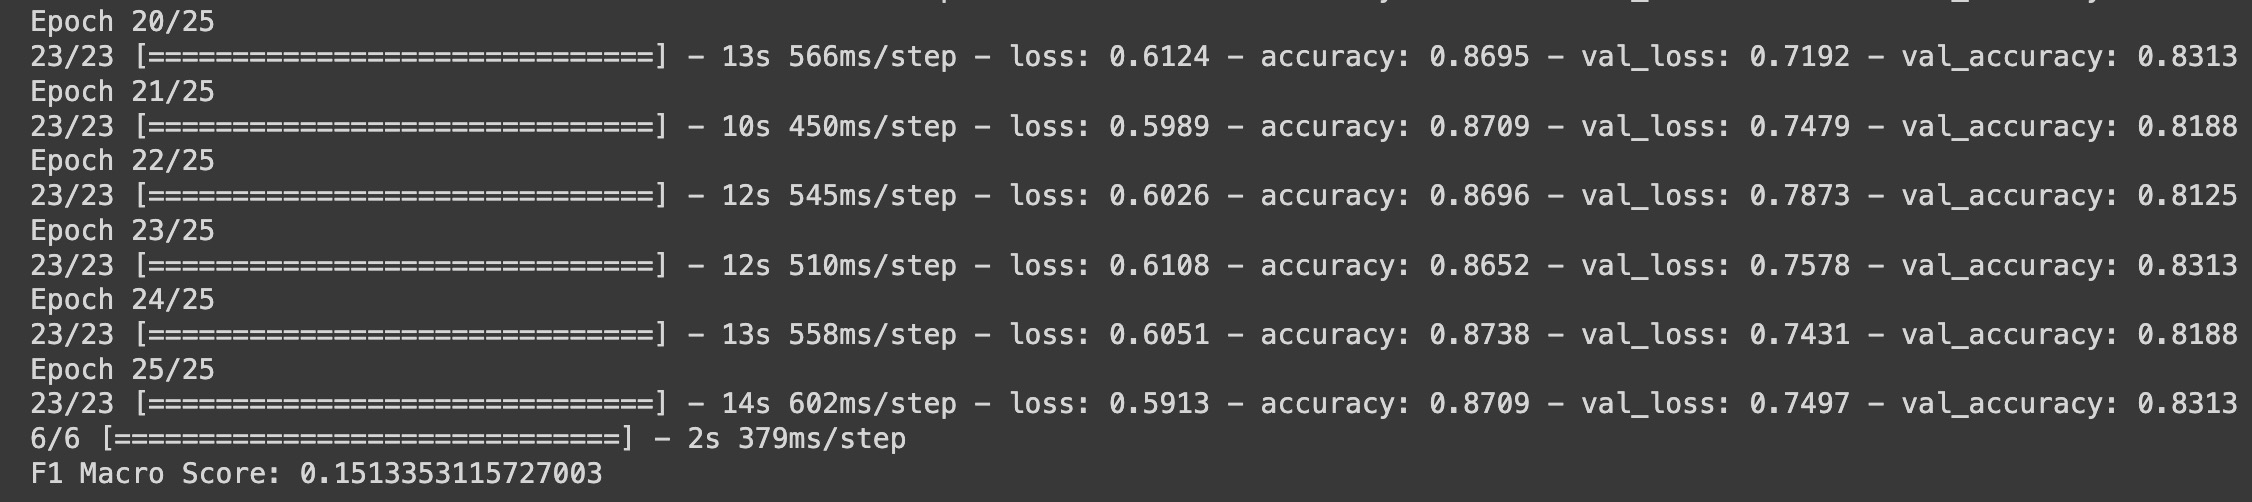 Epoch 20/25
23/23 [==============================] - 13s 566ms/step - loss: 0.6124 - accuracy: 0.8695 - val_loss: 0.7192 - val_accuracy: 0.8313
Epoch 21/25
23/23 [==============================] - 10s 450ms/step - loss: 0.5989 - accuracy: 0.8709 - val_loss: 0.7479 - val_accuracy: 0.8188
Epoch 22/25
23/23 [==============================] - 12s 545ms/step - loss: 0.6026 - accuracy: 0.8696 - val_loss: 0.7873 - val_accuracy: 0.8125
Epoch 23/25
23/23 [==============================] - 12s 510ms/step - loss: 0.6108 - accuracy: 0.8652 - val_loss: 0.7578 - val_accuracy: 0.8313
Epoch 24/25
23/23 [==============================] - 13s 558ms/step - loss: 0.6051 - accuracy: 0.8738 - val_loss: 0.7431 - val_accuracy: 0.8188
Epoch 25/25
23/23 [==============================] - 14s 602ms/step - loss: 0.5913 - accuracy: 0.8709 - val_loss: 0.7497 - val_accuracy: 0.8313
6/6 [==============================] - 2s 379ms/step
F1 Macro Score: 0.1513353115727003